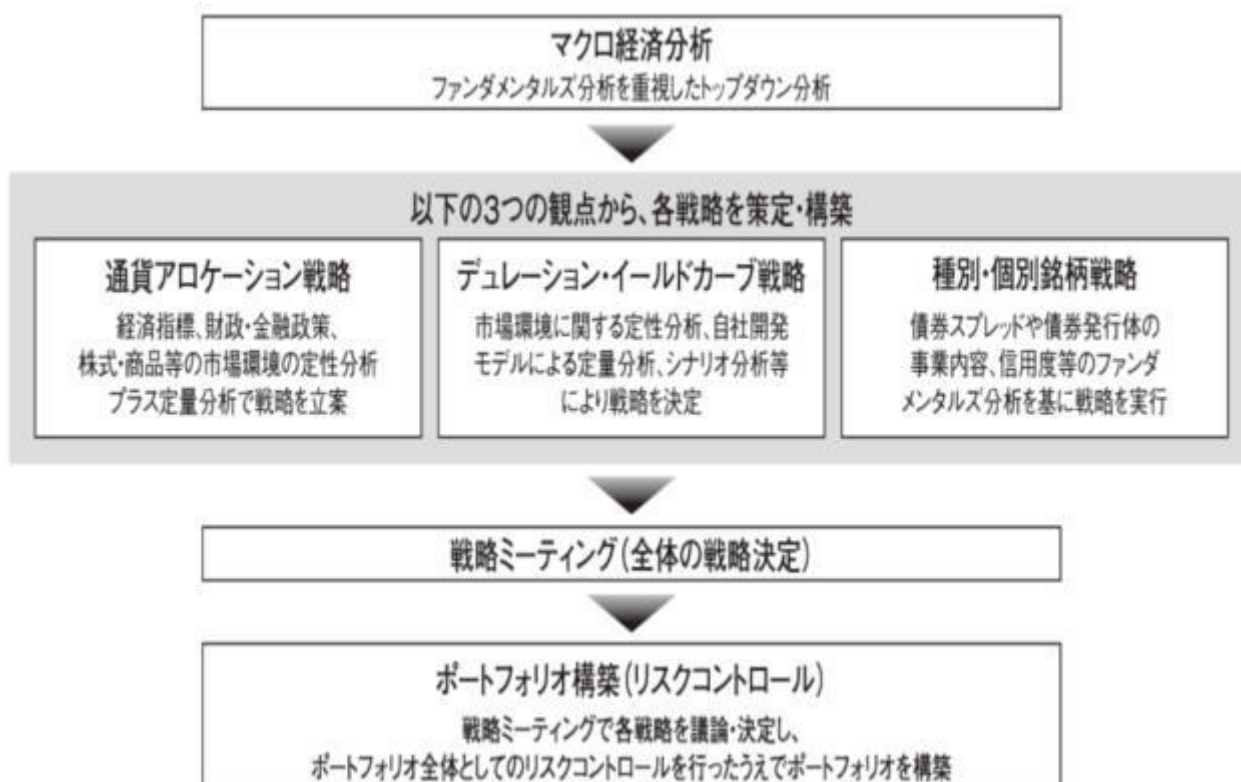 マクロ経済分析
ファンダメンタルズ分析を重視したトップダウン分析
以下の3つの観点から、各戦略を策定・構築
通貨アロケーション戦略
経済指標、財政・金融政策、
株式・商品等の市場環境の定性分析
プラス定量分析で戦略を立案
デュレーション・イールドカーブ戦略
市場環境に関する定性分析、自社開発
モデルによる定量分析、シナリオ分析等
により戦略を決定
種別・個別銘柄戦略
債券スプレッドや債券発行体の
事業内容、信用度等のファンダ
メンタルズ分析を基に戦略を実行
戦略ミーティング(全体の戦略決定)
ポートフォリオ構築(リスクコントロール)
戦略ミーティングで各戦略を議論・決定し、
ポートフォリオ全体としてのリスクコントロールを行ったうえでポートフォリオを構築